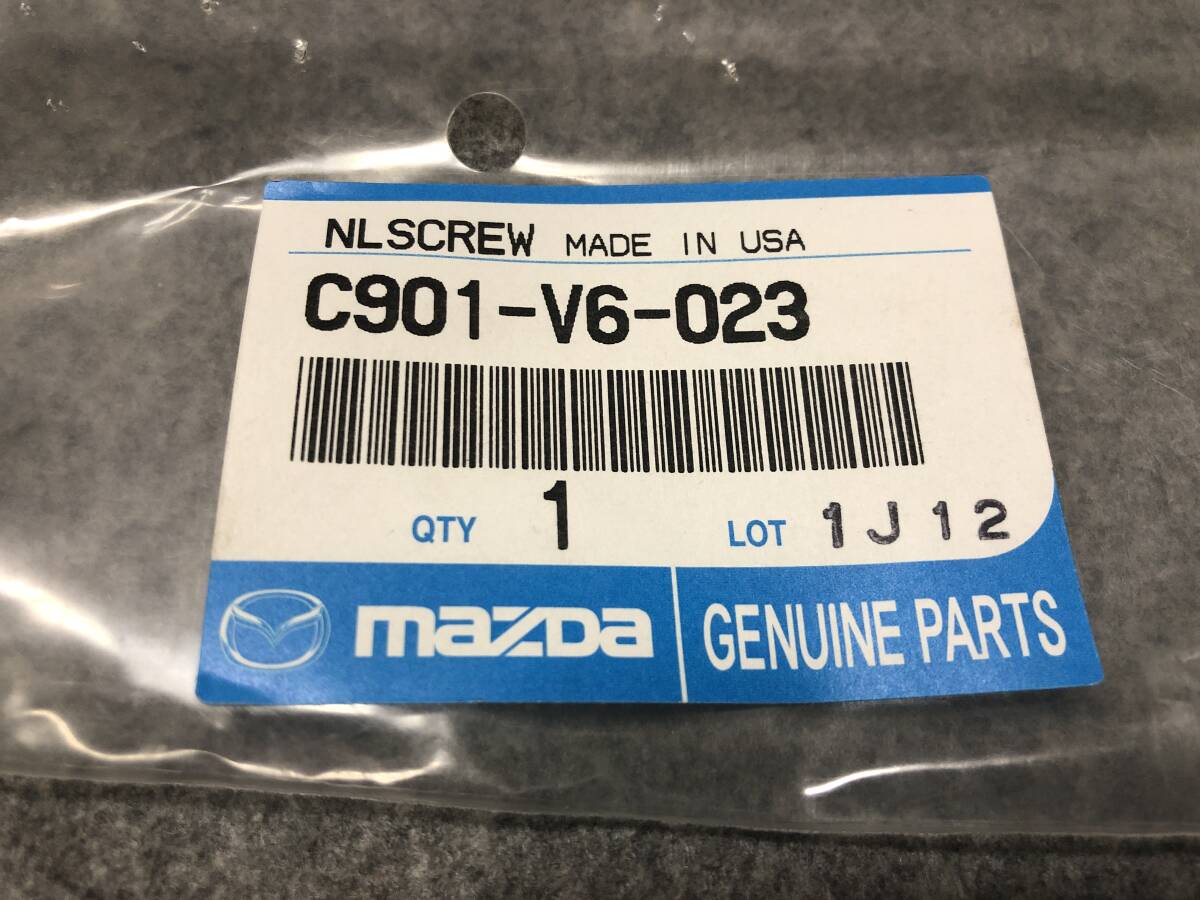 NLSCREW MADE IN USA
C901-V6-023
QTY 1 LOT 1J12
mazda GENUINE PARTS